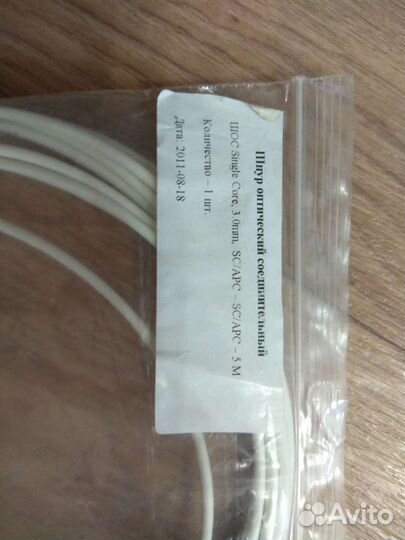 Шнур оптический соединительный
ШОС Single Core, 3.0mm, SC/APC – SC/APC – 5 М
Количество – 1 шт.
Дата: 2011-08-18
Avito